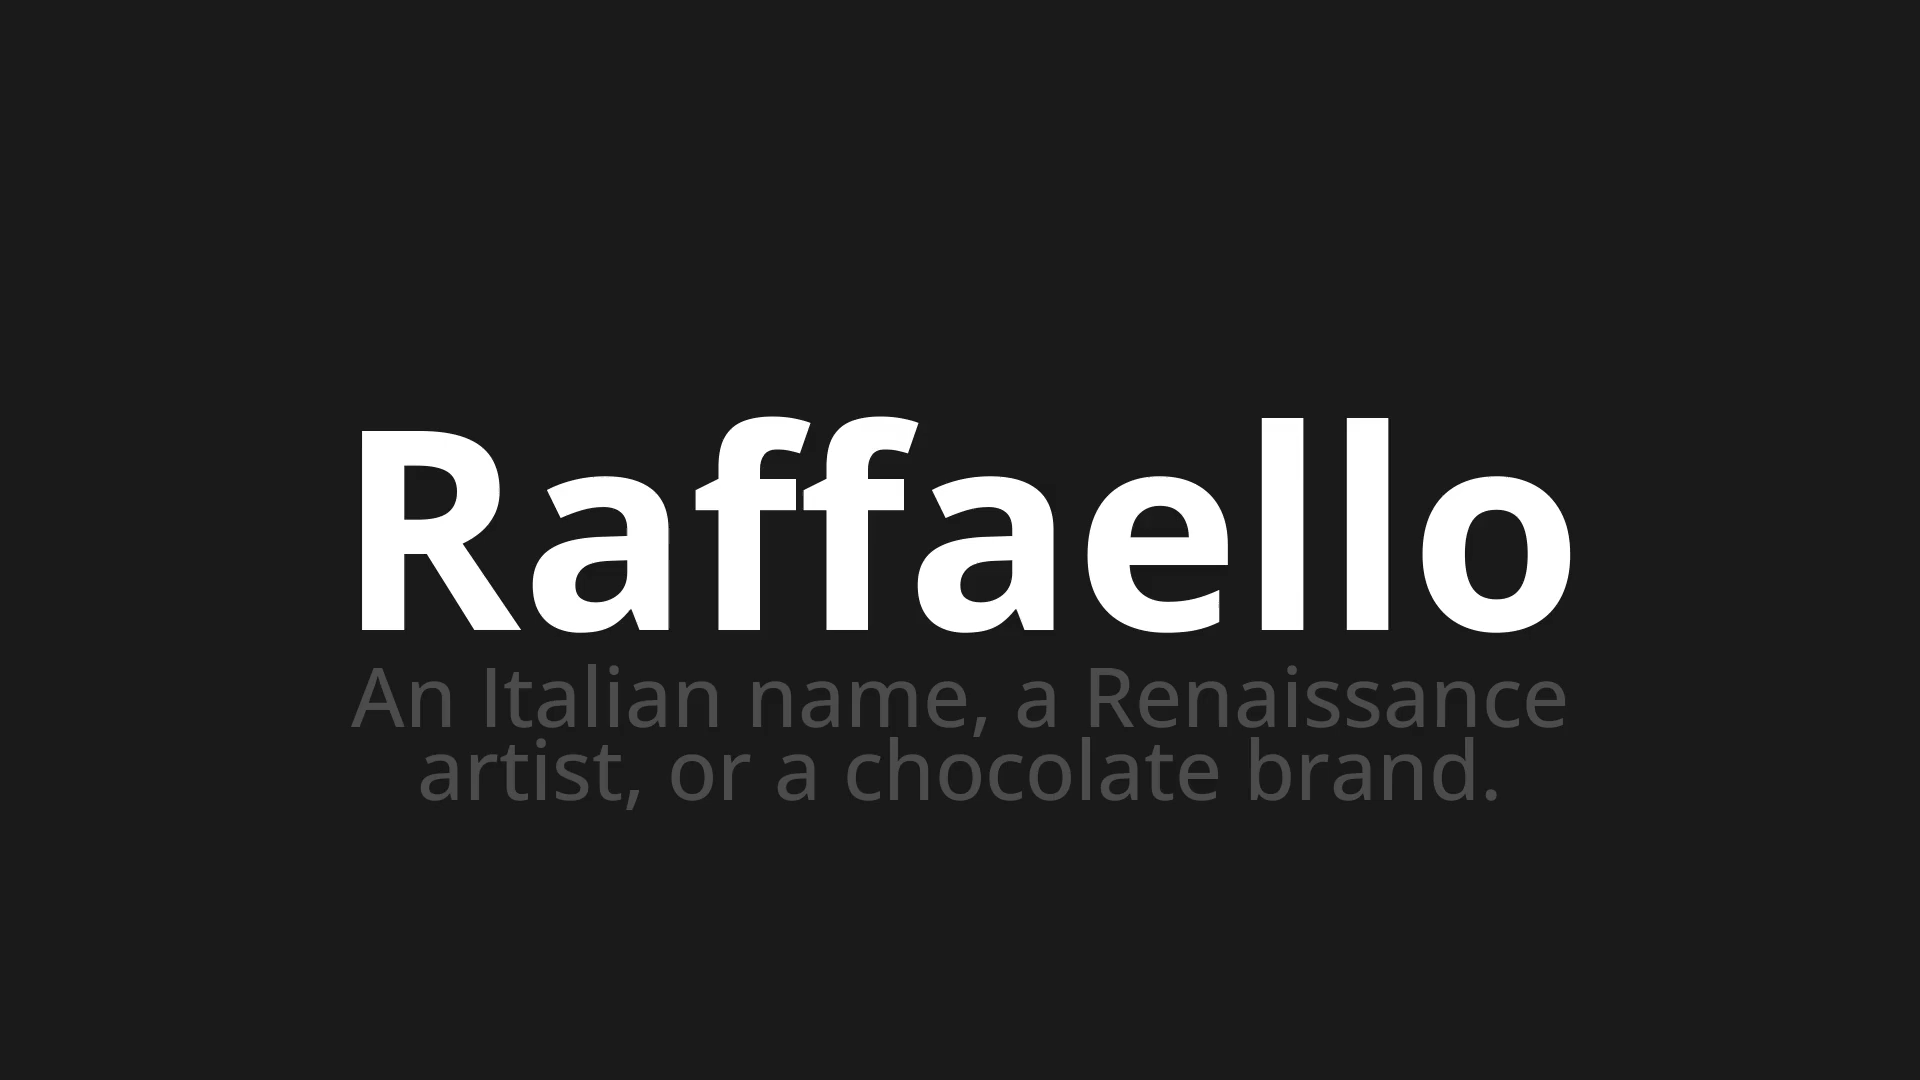 Raffaello
An Italian name, a Renaissance
artist, or a chocolate brand.